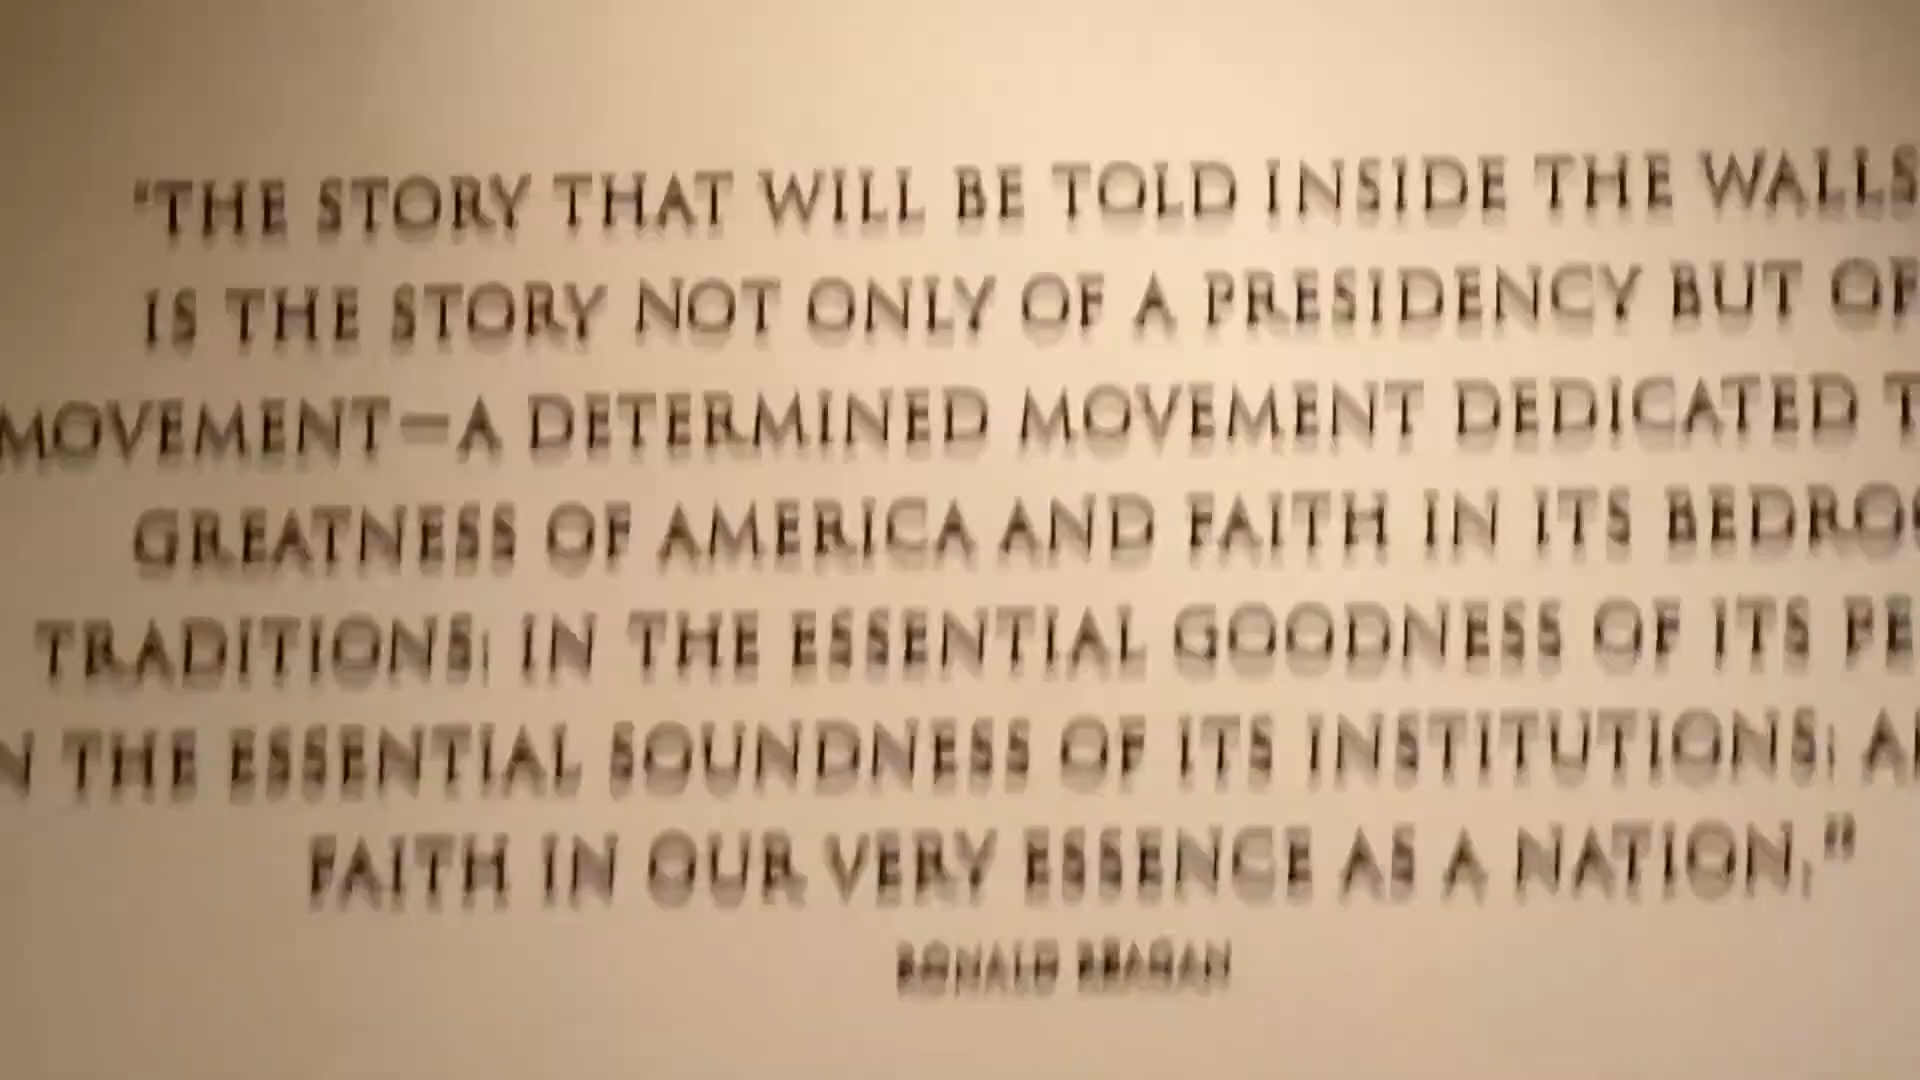 "THE STORY THAT WILL BE TOLD INSIDE THE WALLS
IS THE STORY NOT ONLY OF A PRESIDENCY BUT OF
MOVEMENT—A DETERMINED MOVEMENT DEDICATED
GREATNESS OF AMERICA AND FAITH IN ITS
TRADITIONS; IN THE ESSENTIAL GOODNESS OF ITS
THE ESSENTIAL SOUNDNESS OF ITS INSTITUTIONS;
FAITH IN OUR VERY ESSENCE AS A NATION."
RONALD REAGAN